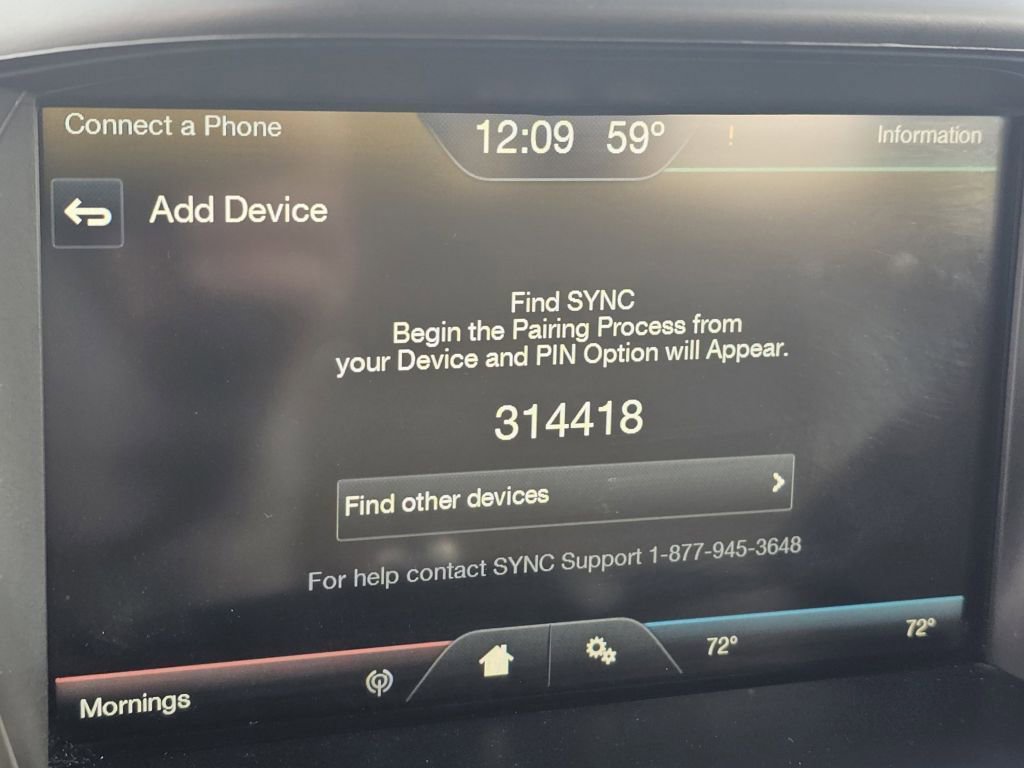 Connect a Phone
12:09 59°
!
Information
Add Device
Find SYNC
Begin the Pairing Process from
your Device and PIN Option will Appear.
314418
Find other devices
For help contact SYNC Support 1-877-945-3648
Mornings
72°
72°